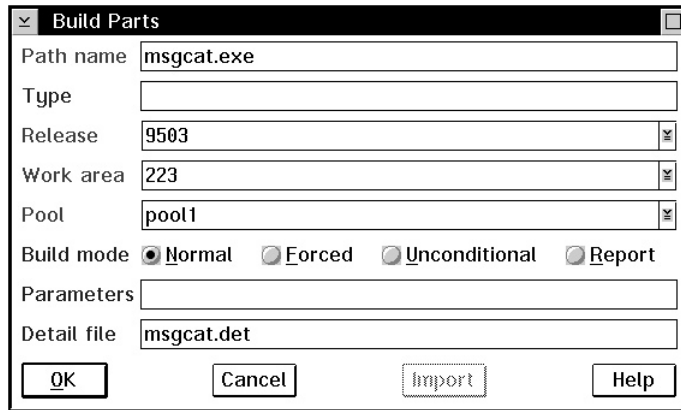 Build Parts
Path name msgcat.exe
Type
Release 9503
Work area 223
Pool pool1
Build mode Normal Forced Unconditional Report
Parameters
Detail file msgcat.det
OK Cancel Import Help